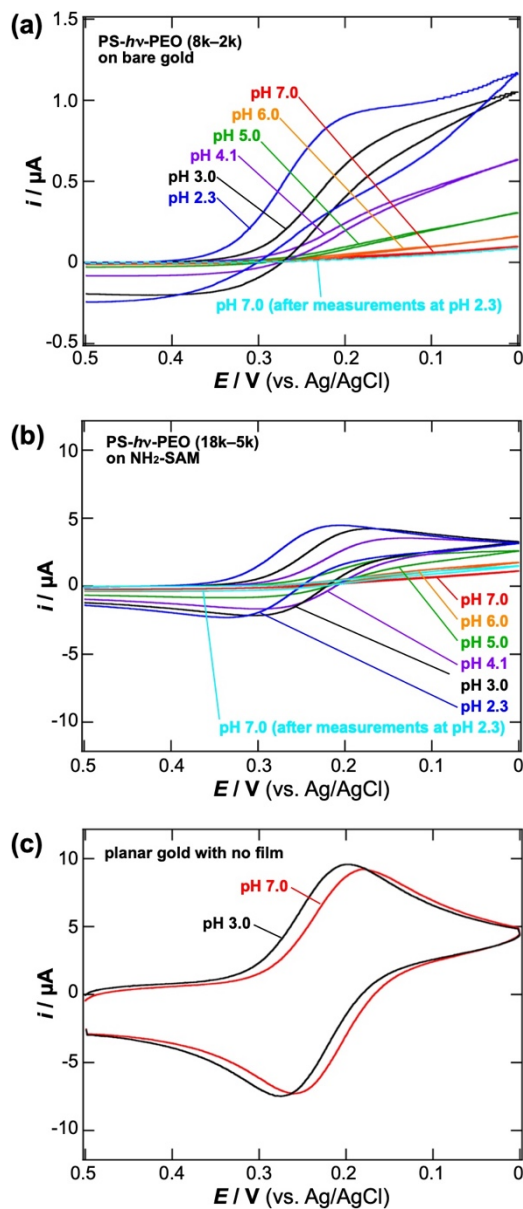 (a)
1.5
PS-hν-PEO (8k–2k)
on bare gold
pH 7.0
pH 6.0
1.0
pH 5.0
pH 4.1
pH 3.0
0.5
pH 2.3
i / µA
0
pH 7.0 (after measurements at pH 2.3)
-0.5
0.5 0.4 0.3 0.2 0.1 0
E / V (vs. Ag/AgCl)
(b)
PS-hν-PEO (18k–5k)
on NH₂-SAM
10
5
i / µA
0
pH 7.0
pH 6.0
pH 5.0
-5
pH 4.1
pH 3.0
pH 2.3
-10
pH 7.0 (after measurements at pH 2.3)
0.5 0.4 0.3 0.2 0.1 0
E / V (vs. Ag/AgCl)
(c)
planar gold with no film
10
pH 7.0
pH 3.0
5
i / µA
0
-5
-10
0.5 0.4 0.3 0.2 0.1 0
E / V (vs. Ag/AgCl)